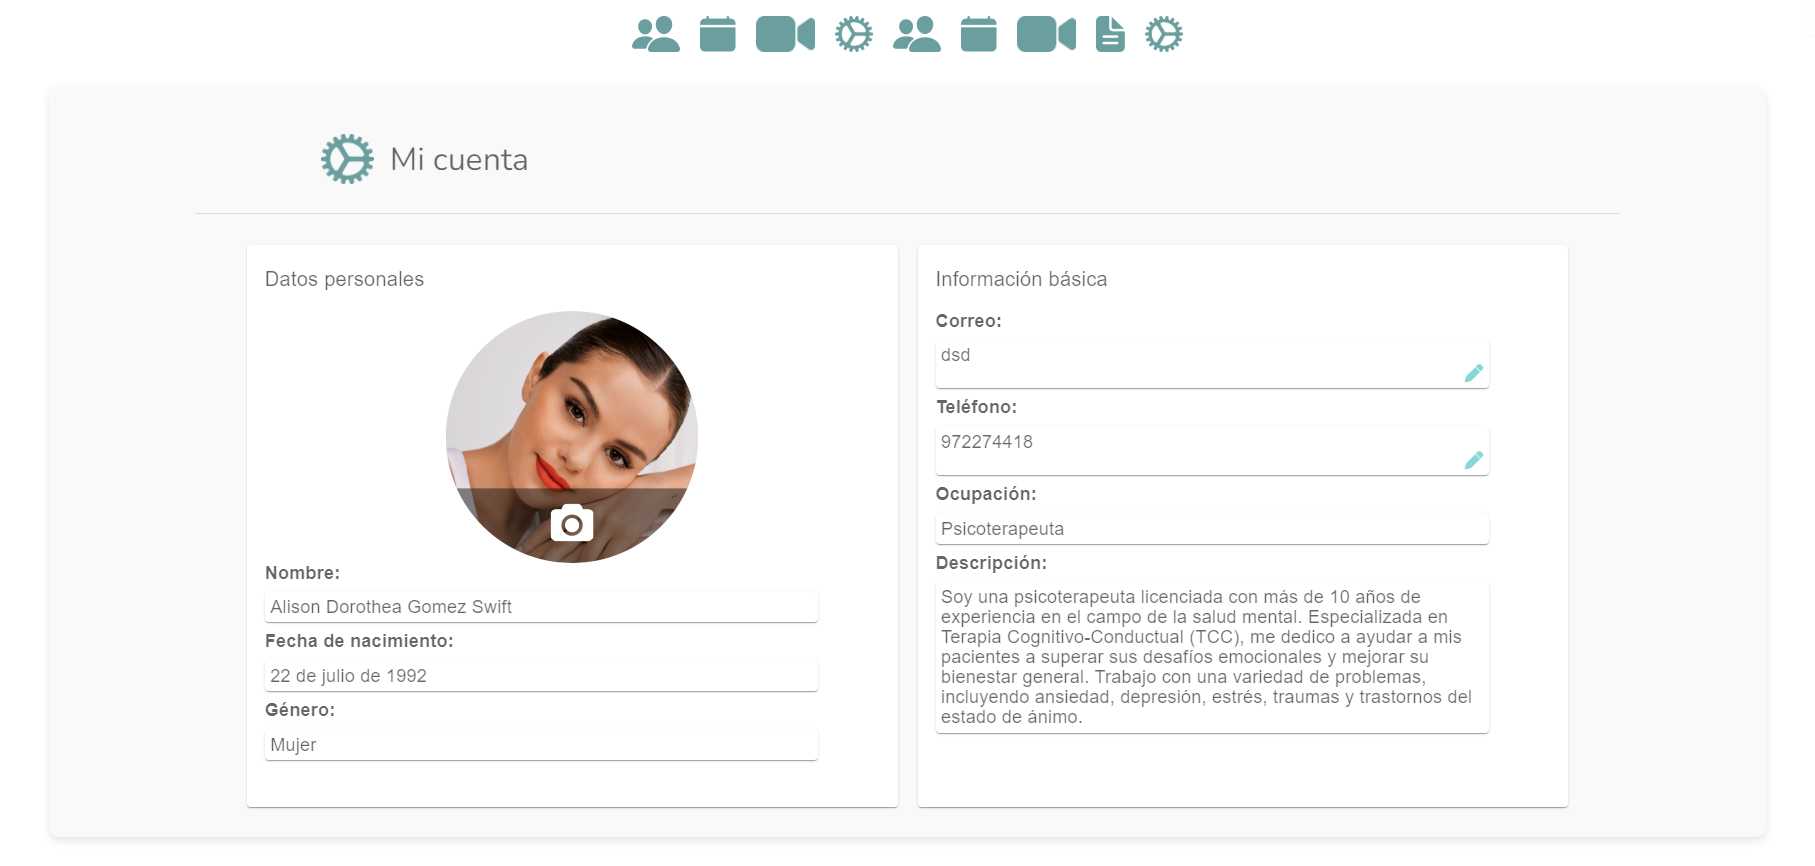 Mi cuenta
Datos personales
Nombre:
Alison Dorothea Gomez Swift
Fecha de nacimiento:
22 de julio de 1992
Género:
Mujer
Información básica
Correo:
dsd
Teléfono:
972274418
Ocupación:
Psicoterapeuta
Descripción:
Soy una psicoterapeuta licenciada con más de 10 años de
experiencia en el campo de la salud mental. Especializada en
Terapia Cognitivo-Conductual (TCC), me dedico a ayudar a mis
pacientes a superar sus desafíos emocionales y mejorar su
bienestar general. Trabajo con una variedad de problemas,
incluyendo ansiedad, depresión, estrés, traumas y trastornos del
estado de ánimo.